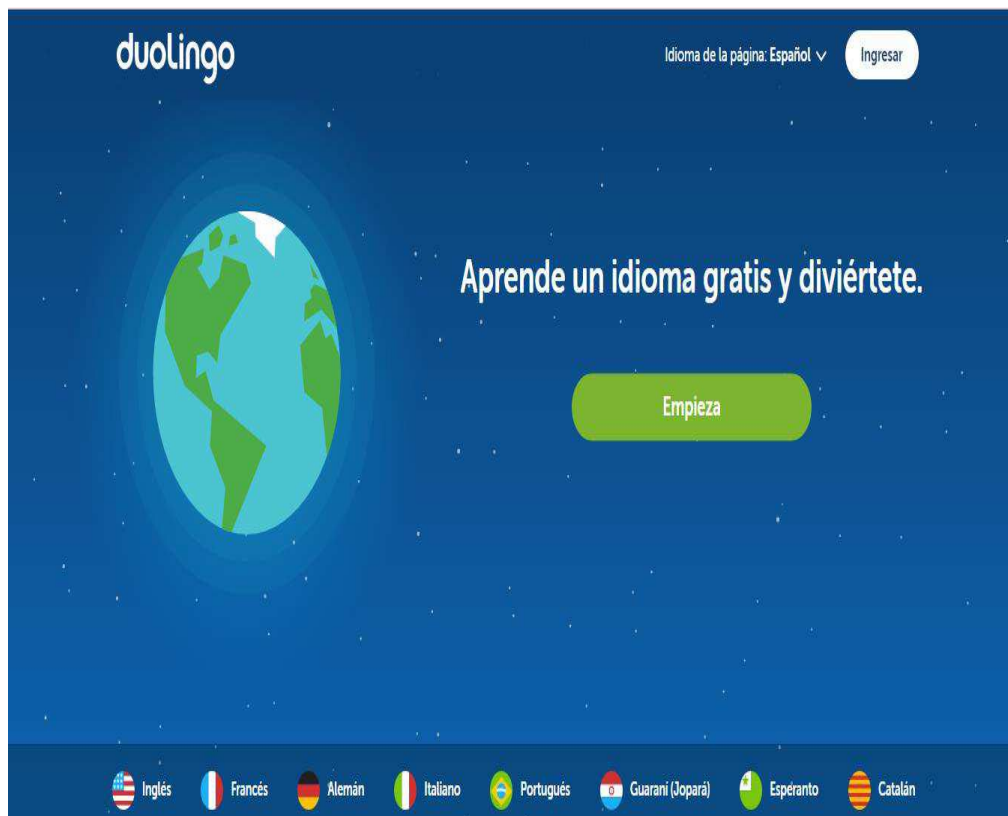 duolingo
Idioma de la página: Español
Ingresar
Aprende un idioma gratis y diviértete.
Empieza
Inglés Francés Alemán Italiano Portugués Guaraní (Jopará) Esperanto Catalán